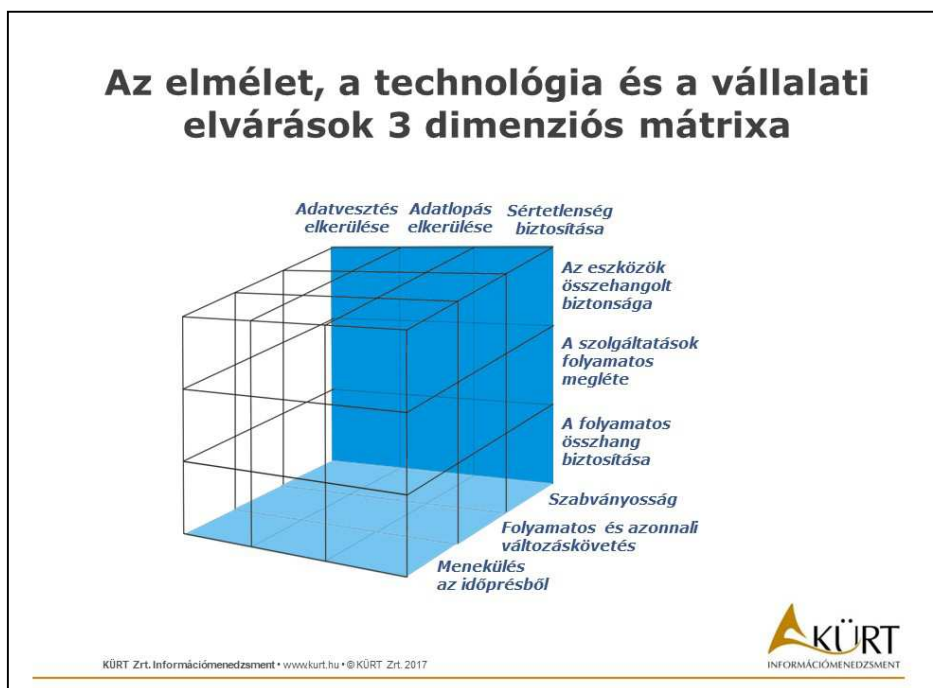 Az elmélet, a technológia és a vállalati
elvárások 3 dimenziós mátrixa
Adatvesztés
elkerülése
Adatlopás
elkerülése
Sértetlenség
biztosítása
Az eszközök
összehangolt
biztonsága
A szolgáltatások
folyamatos
megléte
A folyamatos
összhang
biztosítása
Szabványosság
Folyamatos és azonnali
változáskövetés
Menekülés
az időprésből
KÜRT Zrt. Információmenedzsment • www.kurt.hu • © KÜRT Zrt. 2017
KÜRT
INFORMÁCIÓMENEDZSMENT